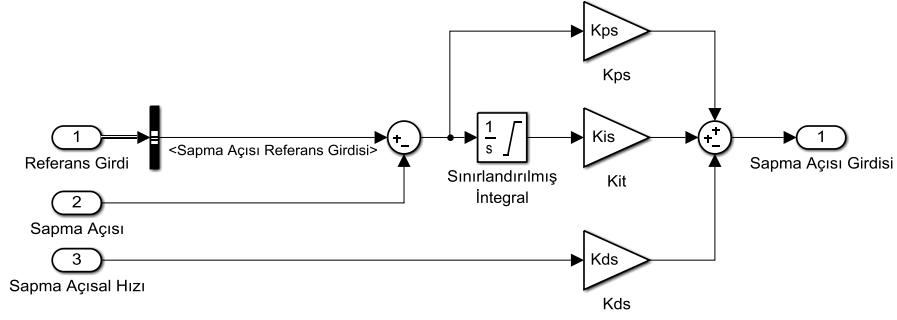 Kps
Kps
1
Referans Girdi
<Sapma Açısı Referans Girdisi>
+
−
1
s
Sınırlandırılmış
İntegral
Kis
Kit
+
+
−
1
Sapma Açısı Girdisi
2
Sapma Açısı
3
Sapma Açısal Hızı
Kds
Kds